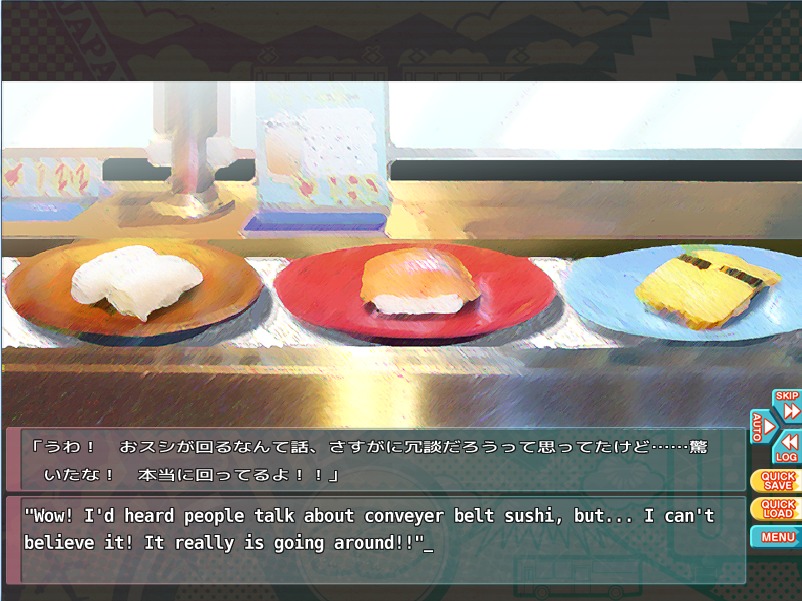 JAPAN
「うわ！　おスシが回るなんて話、さすがに冗談だろうって思ってたけど……驚
いたな！　本当に回ってるよ！！」
"Wow! I'd heard people talk about conveyer belt sushi, but... I can't
believe it! It really is going around!!"_
SKIP
AUTO
LOG
QUICK
SAVE
QUICK
LOAD
MENU